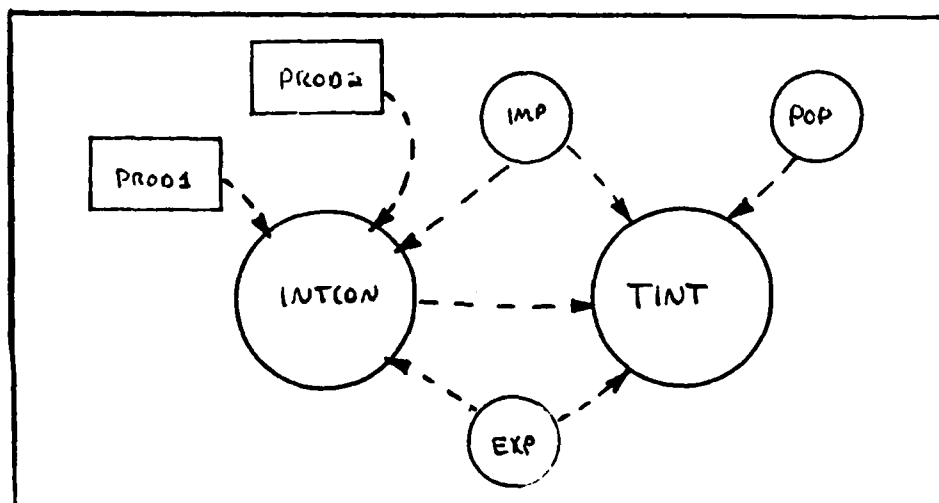 PROD2
IMP
POP
PROD1
INTCON
TINT
EXP